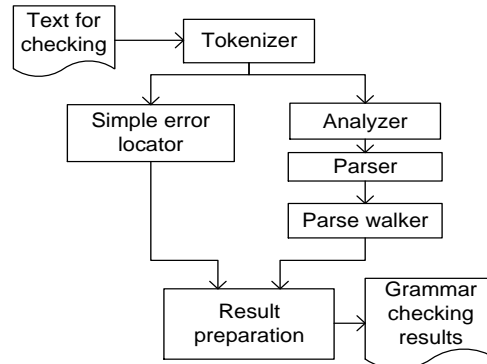 Text for
checking
Tokenizer
Simple error
locator
Analyzer
Parser
Parse walker
Result
preparation
Grammar
checking
results